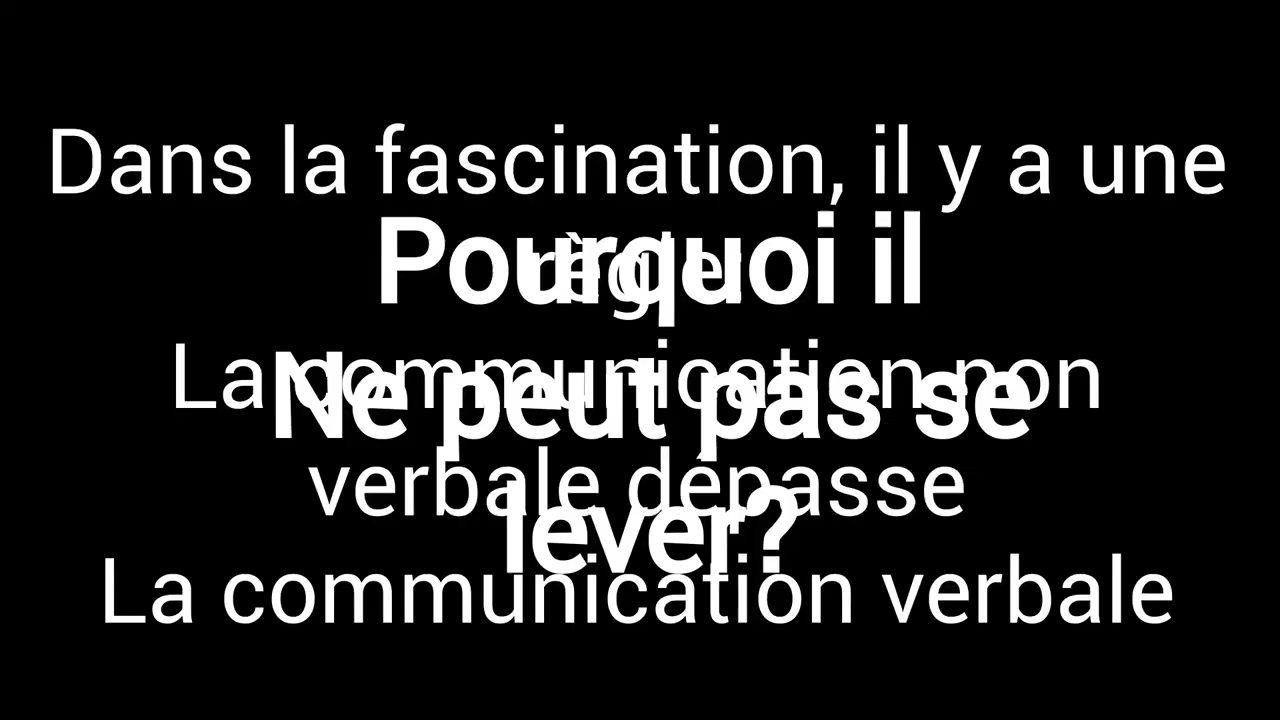 Dans la fascination, il y a une
règle:
La communication non
verbale dépasse
La communication verbale
Pourquoi il
Ne peut pas se
lever?